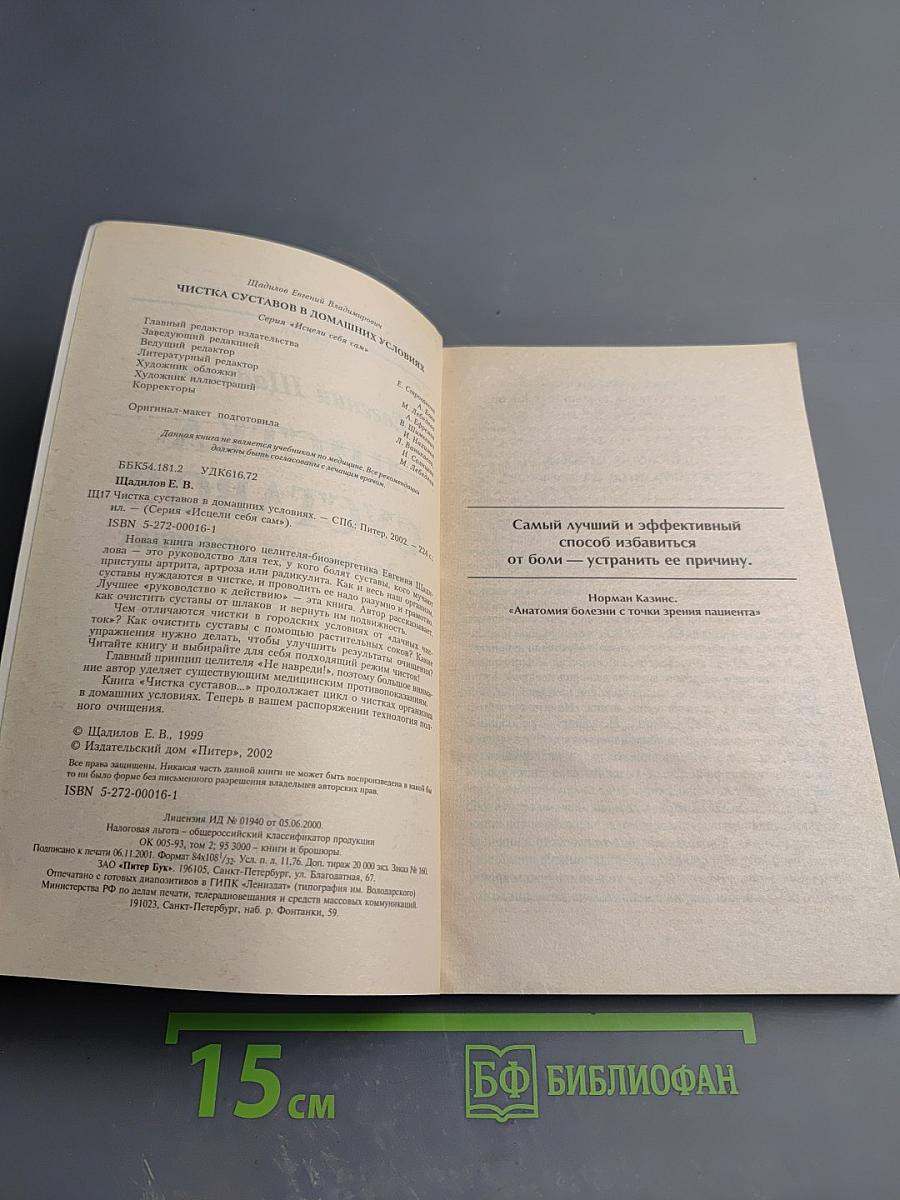 Щадилов Евгений Владимирович
ЧИСТКА СУСТАВОВ В ДОМАШНИХ УСЛОВИЯХ
Серия «Исцели себя сам»
Главный редактор издательства
Заведующий редакцией
Ведущий редактор
Литературный редактор
Художник обложки
Художник иллюстраций
Корректоры
Оригинал-макет подготовила
М. Лебедева
Данная книга не является учебником по медицине. Все рекомендации
должны быть согласованы с лечащим врачом.
ББК54.181.2 УДК616.72
Щадилов Е. В.
Щ17 Чистка суставов в домашних условиях. — СПб.: Питер, 2002. — 224 с.:
ил. — (Серия «Исцели себя сам»).
ISBN 5-272-00016-1
Новая книга известного целителя-биоэнергетика Евгения Щади-
лова — это руководство для тех, у кого болят суставы, кого мучают
приступы артрита, артроза или радикулита. Как и весь наш организм,
суставы нуждаются в чистке, и проводить ее надо разумно и грамотно.
Лучшее «руководство к действию» — эта книга. Автор рассказывает,
как очистить суставы от шлаков и вернуть им подвижность.
Чем отличаются чистки в городских условиях от «дачных чис-
ток»? Как очистить суставы с помощью растительных соков? Какие
упражнения нужно делать, чтобы улучшить результаты очищения?
Читайте книгу и выбирайте для себя подходящий режим чисток!
Главный принцип целителя «Не навреди!», поэтому большое внима-
ние автор уделяет существующим медицинским противопоказаниям.
Книга «Чистка суставов...» продолжает цикл о чистках организма
в домашних условиях. Теперь в вашем распоряжении технология пол-
ного очищения.
© Щадилов Е. В., 1999
© Издательский дом «Питер», 2002
Все права защищены. Никакая часть данной книги не может быть воспроизведена в какой бы
то ни было форме без письменного разрешения владельцев авторских прав.
ISBN 5-272-00016-1
Лицензия ИД № 01940 от 05.06.2000.
Налоговая льгота – общероссийский классификатор продукции
ОК 005-93, том 2; 95 3000 – книги и брошюры.
Подписано к печати 06.11.2001. Формат 84х108 1/32. Усл. п. л. 11,76. Доп. тираж 20 000 экз. Заказ № 160.
ЗАО «Питер Бук». 196105, Санкт-Петербург, ул. Благодатная, 67.
Отпечатано с готовых диапозитивов в ГИПК «Лениздат» (типография им. Володарского)
Министерства РФ по делам печати, телерадиовещания и средств массовых коммуникаций.
191023, Санкт-Петербург, наб. р. Фонтанки, 59.
Самый лучший и эффективный
способ избавиться
от боли — устранить ее причину.
Норман Казинс.
«Анатомия болезни с точки зрения пациента»
15 см
БФ БИБЛИОФАН